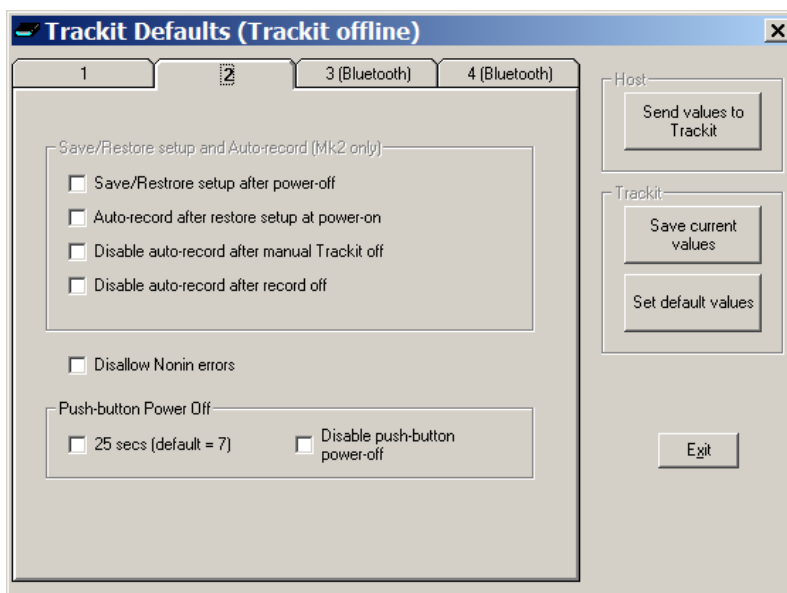 Trackit Defaults (Trackit offline)
1
2
3 (Bluetooth)
4 (Bluetooth)
Save/Restore setup and Auto-record (Mk2 only)
Save/Restrore setup after power-off
Auto-record after restore setup at power-on
Disable auto-record after manual Trackit off
Disable auto-record after record off
Disallow Nonin errors
Push-button Power Off
25 secs (default = 7)
Disable push-button
power-off
Host
Send values to
Trackit
Trackit
Save current
values
Set default values
Exit